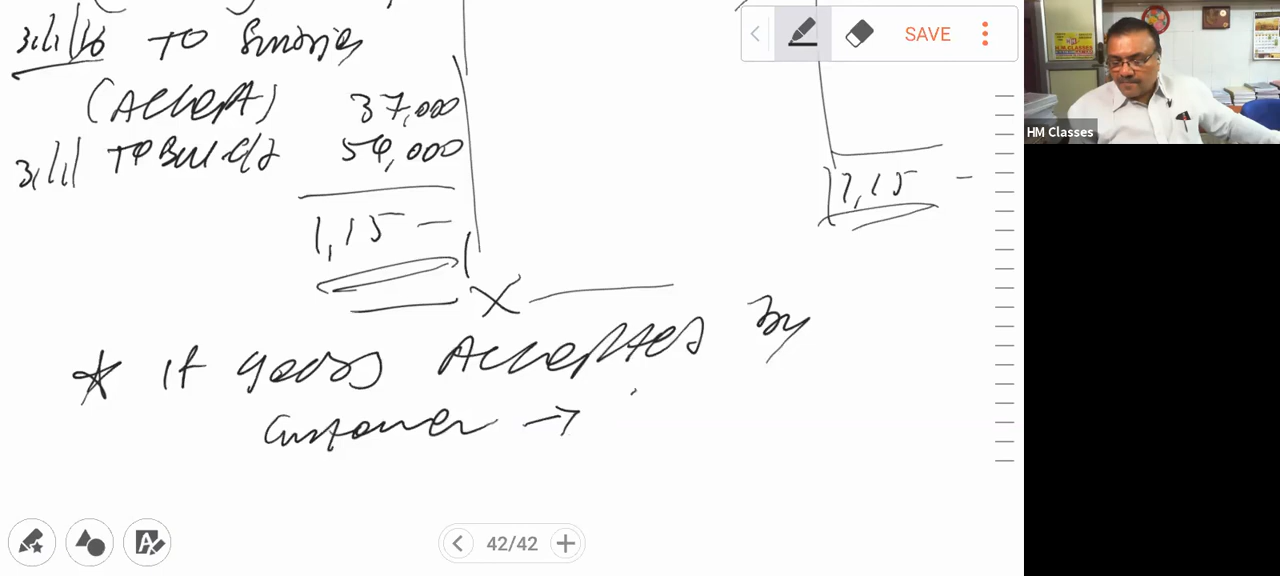 31/1/16 To Sundries
(Accept) 37,000
31/1 To Bal c/d 54,000
1,15 -
1,15 -
X
* If goods Accepted by
Customer →
SAVE
HM Classes
42/42